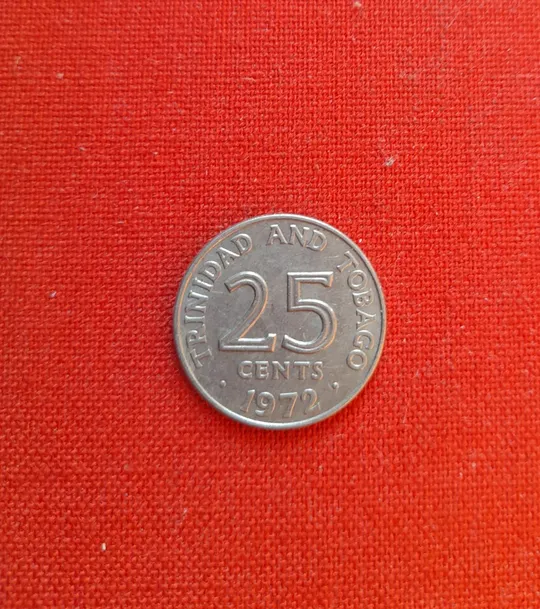 TRINIDAD AND TOBAGO
25
CENTS
1972